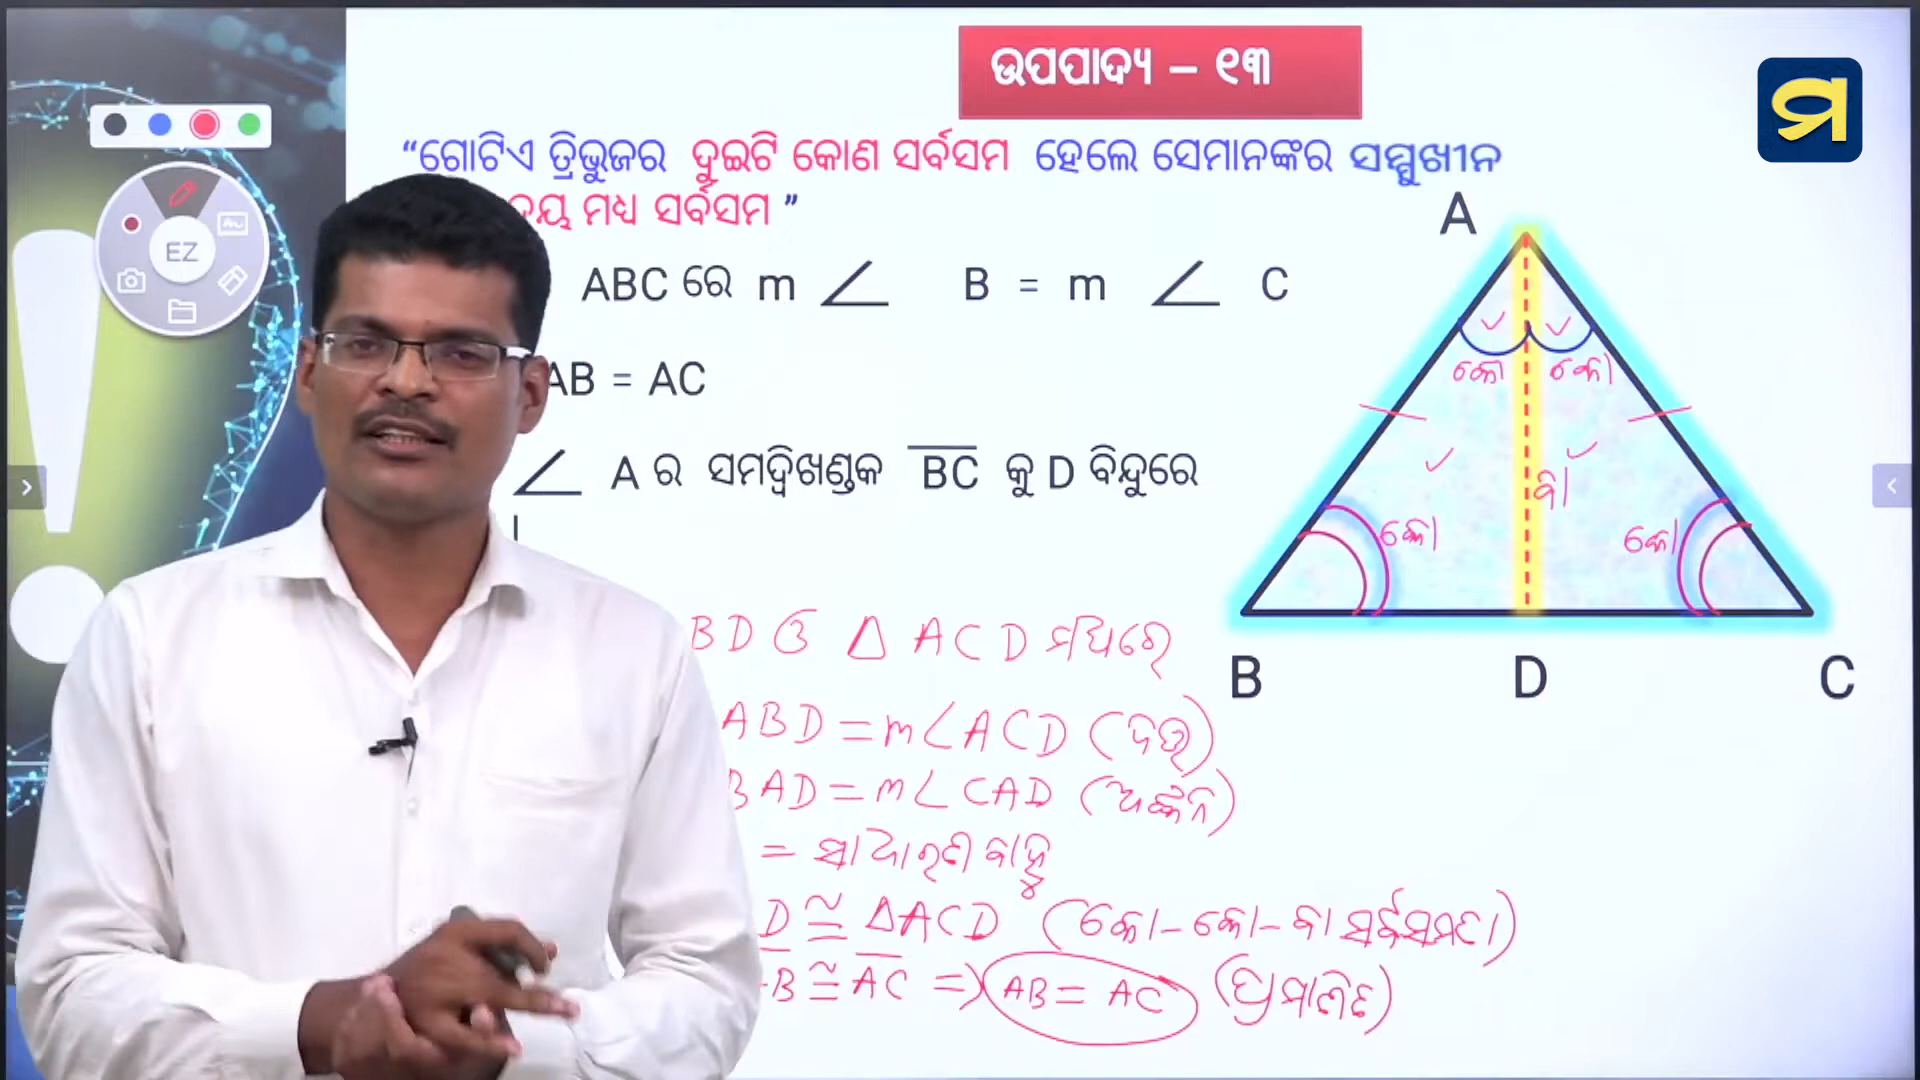 ଉପପାଦ୍ୟ – ୧୩
ମ
“ଗୋଟିଏ ତ୍ରିଭୁଜର ଦୁଇଟି କୋଣ ସର୍ବସମ ହେଲେ ସେମାନଙ୍କର ସମ୍ମୁଖୀନ
ମଧ୍ୟ ସର୍ବସମ ”
EZ
ABC ରେ m ∠ B = m ∠ C
AB = AC
∠ A ର ସମଦ୍ୱିଖଣ୍ଡକ BC କୁ D ବିନ୍ଦୁରେ
A
କୋ କୋ
ବା
କୋ କୋ
B D C
BD ଓ Δ ACD ମଧ୍ୟରେ
ABD = m∠ACD (ଦତ୍ତ)
BAD = m∠CAD (ଅଙ୍କନ)
= ସାଧାରଣ ବାହୁ
D ≅ ΔACD (କୋ-କୋ-ବା ସର୍ବସମତା)
B ≅ AC ⇒ AB = AC (ପ୍ରମାଣିତ)